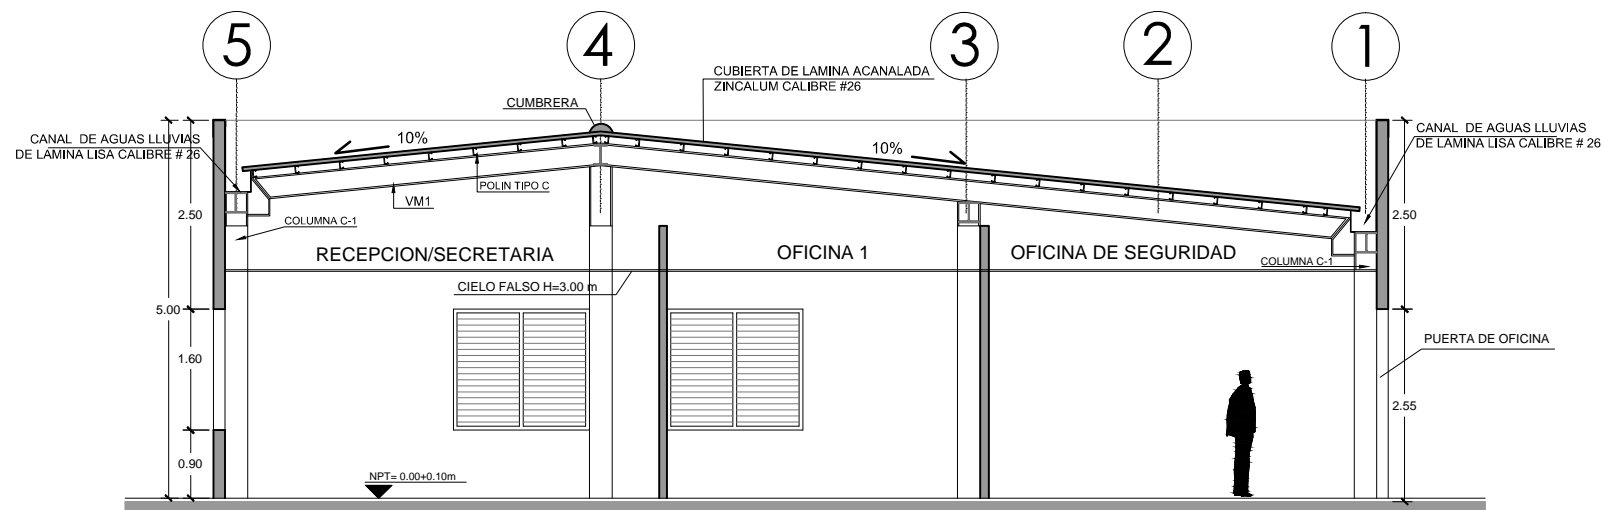 5
4
3
2
1
CUBIERTA DE LAMINA ACANALADA
ZINCALUM CALIBRE #26
CUMBRERA
CANAL DE AGUAS LLUVIAS
DE LAMINA LISA CALIBRE # 26
10%
10%
CANAL DE AGUAS LLUVIAS
DE LAMINA LISA CALIBRE # 26
POLIN TIPO C
VM1
2.50
COLUMNA C-1
2.50
RECEPCION/SECRETARIA
OFICINA 1
OFICINA DE SEGURIDAD
COLUMNA C-1
CIELO FALSO H=3.00 m
5.00
1.60
PUERTA DE OFICINA
2.55
0.90
NPT= 0.00+0.10m